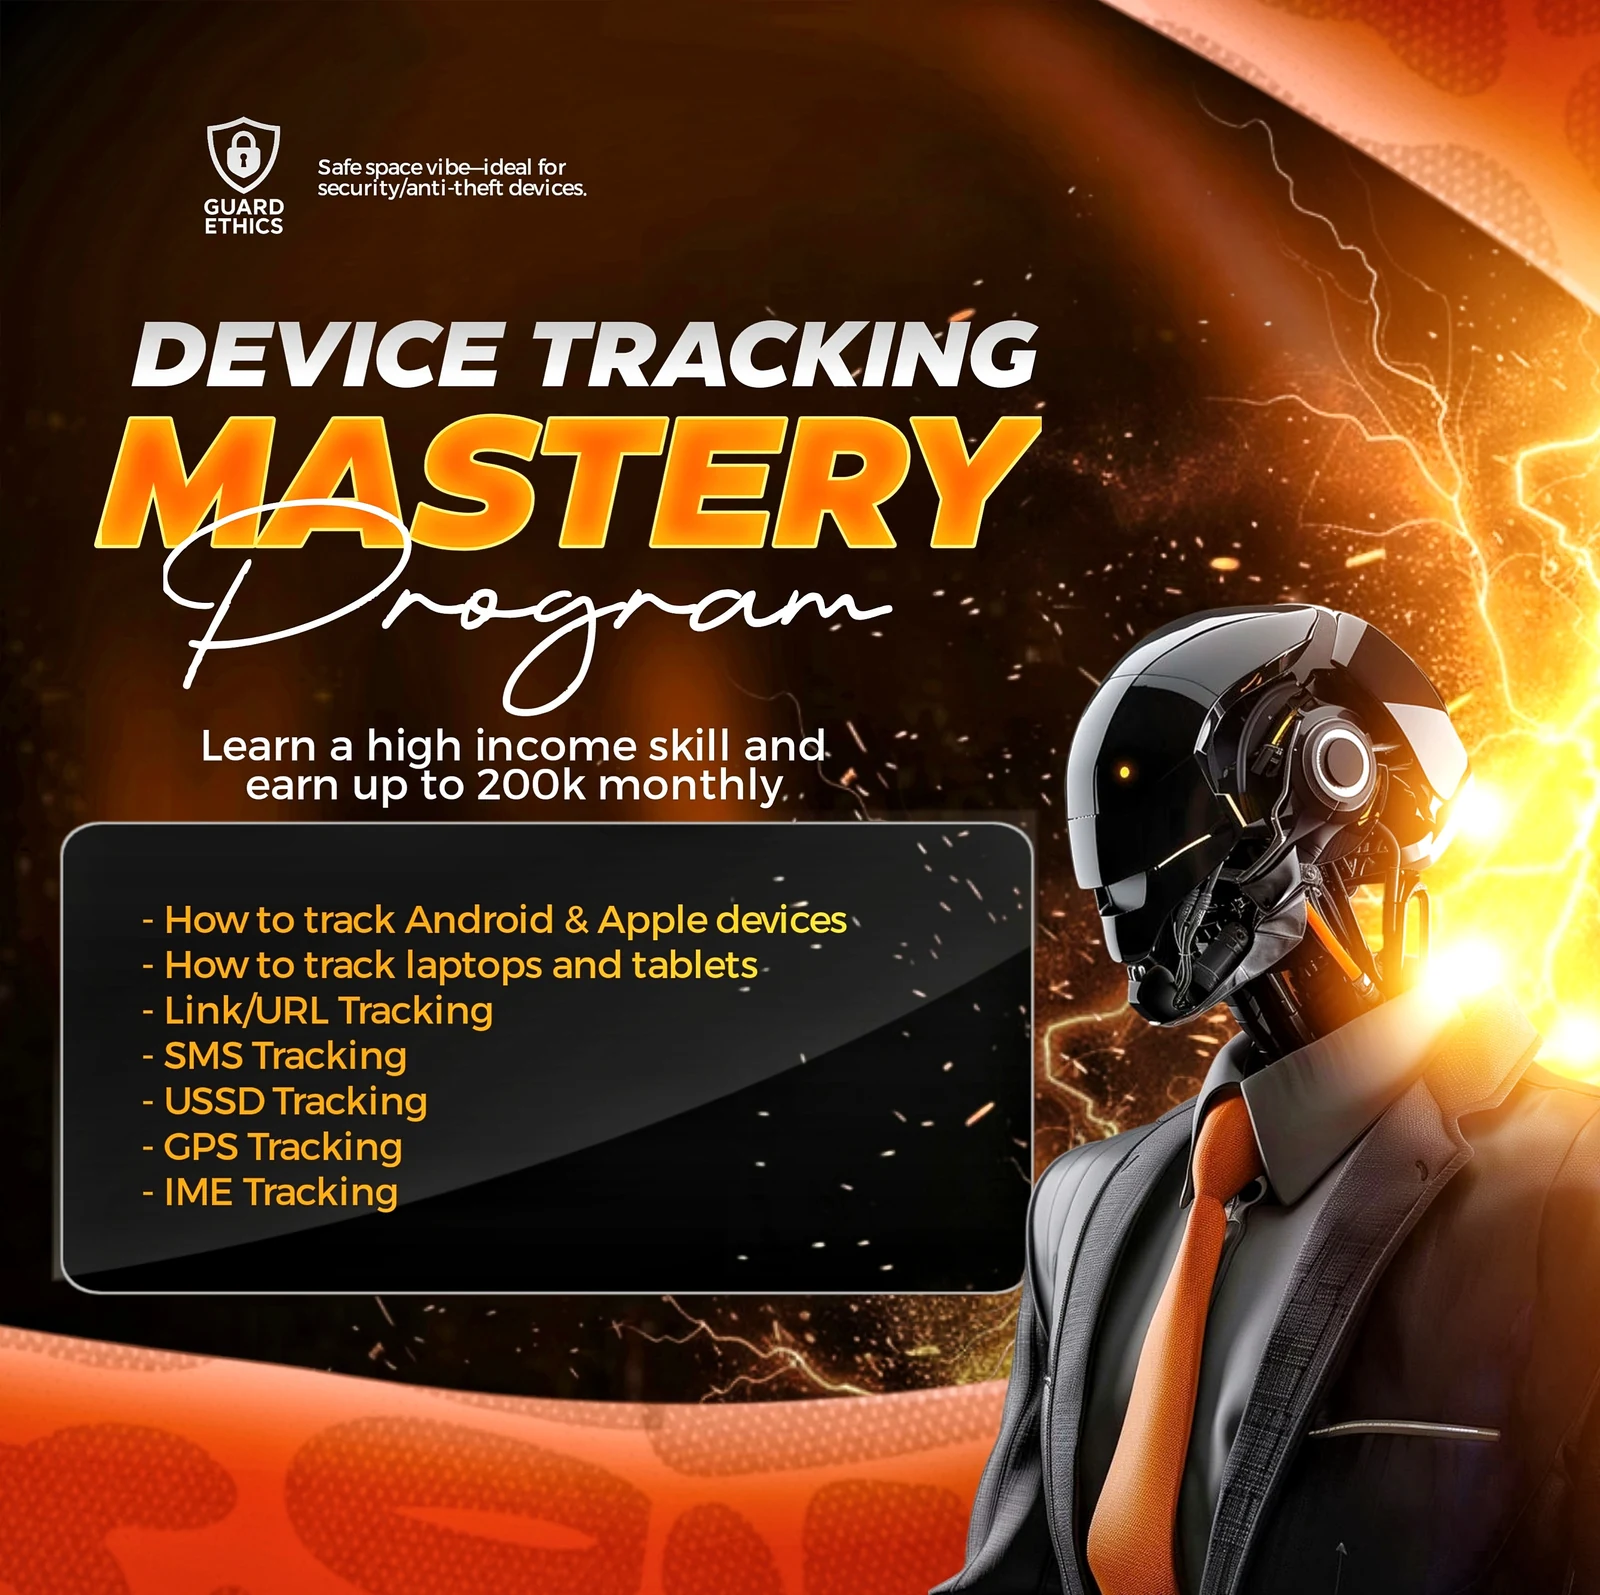 GUARD
ETHICS
Safe space vibe—ideal for
security/anti-theft devices.
DEVICE TRACKING
MASTERY
Program
Learn a high income skill and
earn up to 200k monthly
- How to track Android & Apple devices
- How to track laptops and tablets
- Link/URL Tracking
- SMS Tracking
- USSD Tracking
- GPS Tracking
- IME Tracking